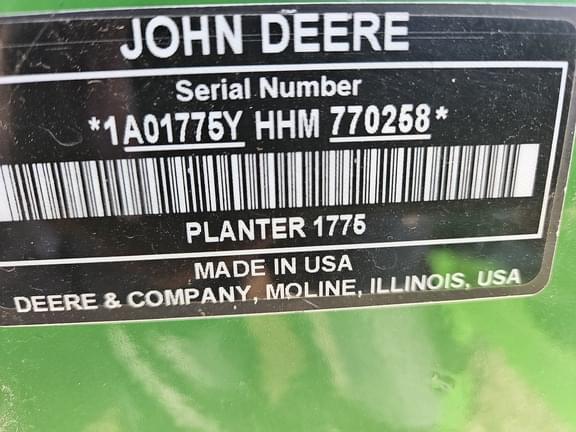 JOHN DEERE
Serial Number
*1A01775Y HHM 770258*
PLANTER 1775
MADE IN USA
DEERE & COMPANY, MOLINE, ILLINOIS, USA